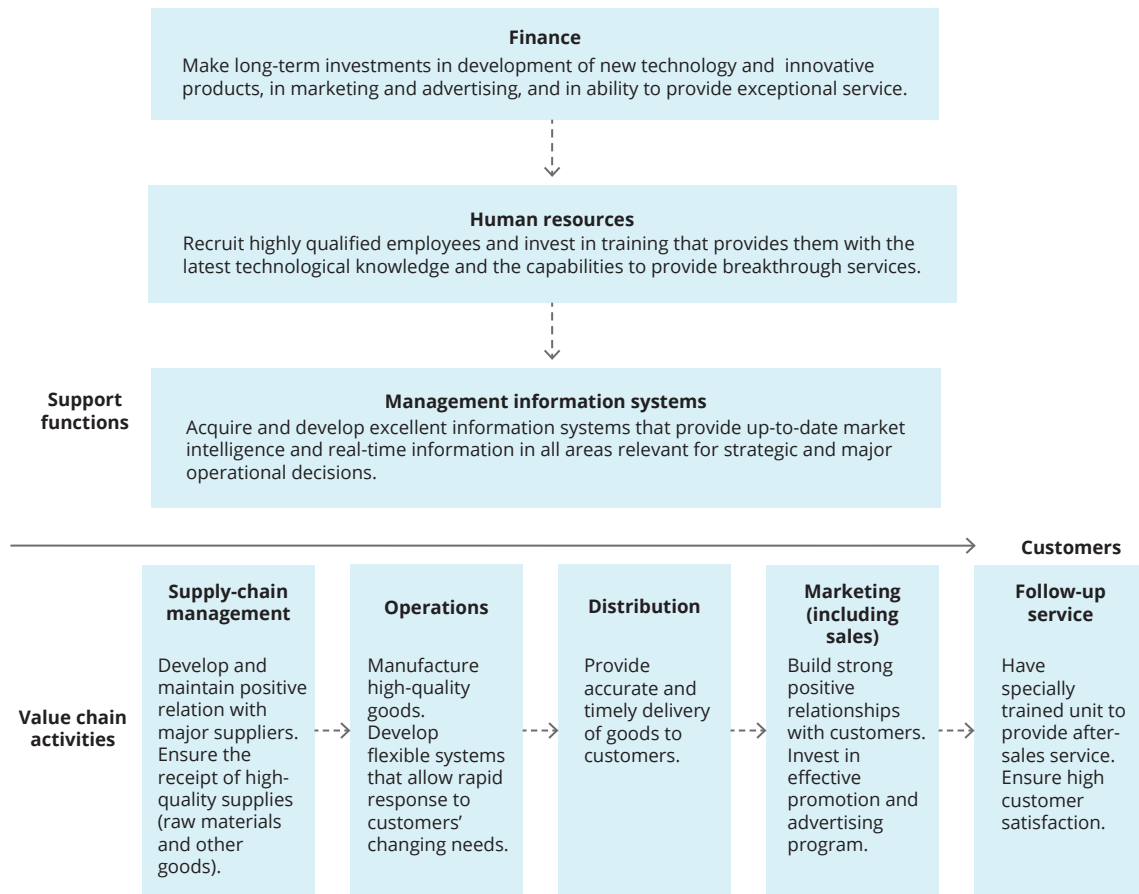 Finance
Make long-term investments in development of new technology and innovative
products, in marketing and advertising, and in ability to provide exceptional service.
Human resources
Recruit highly qualified employees and invest in training that provides them with the
latest technological knowledge and the capabilities to provide breakthrough services.
Support
functions
Management information systems
Acquire and develop excellent information systems that provide up-to-date market
intelligence and real-time information in all areas relevant for strategic and major
operational decisions.
Customers
Value chain
activities
Supply-chain
management
Develop and
maintain positive
relation with
major suppliers.
Ensure the
receipt of high-
quality supplies
(raw materials
and other
goods).
Operations
Manufacture
high-quality
goods.
Develop
flexible systems
that allow rapid
response to
customers’
changing needs.
Distribution
Provide
accurate and
timely delivery
of goods to
customers.
Marketing
(including
sales)
Build strong
positive
relationships
with customers.
Invest in
effective
promotion and
advertising
program.
Follow-up
service
Have
specially
trained unit to
provide after-
sales service.
Ensure high
customer
satisfaction.